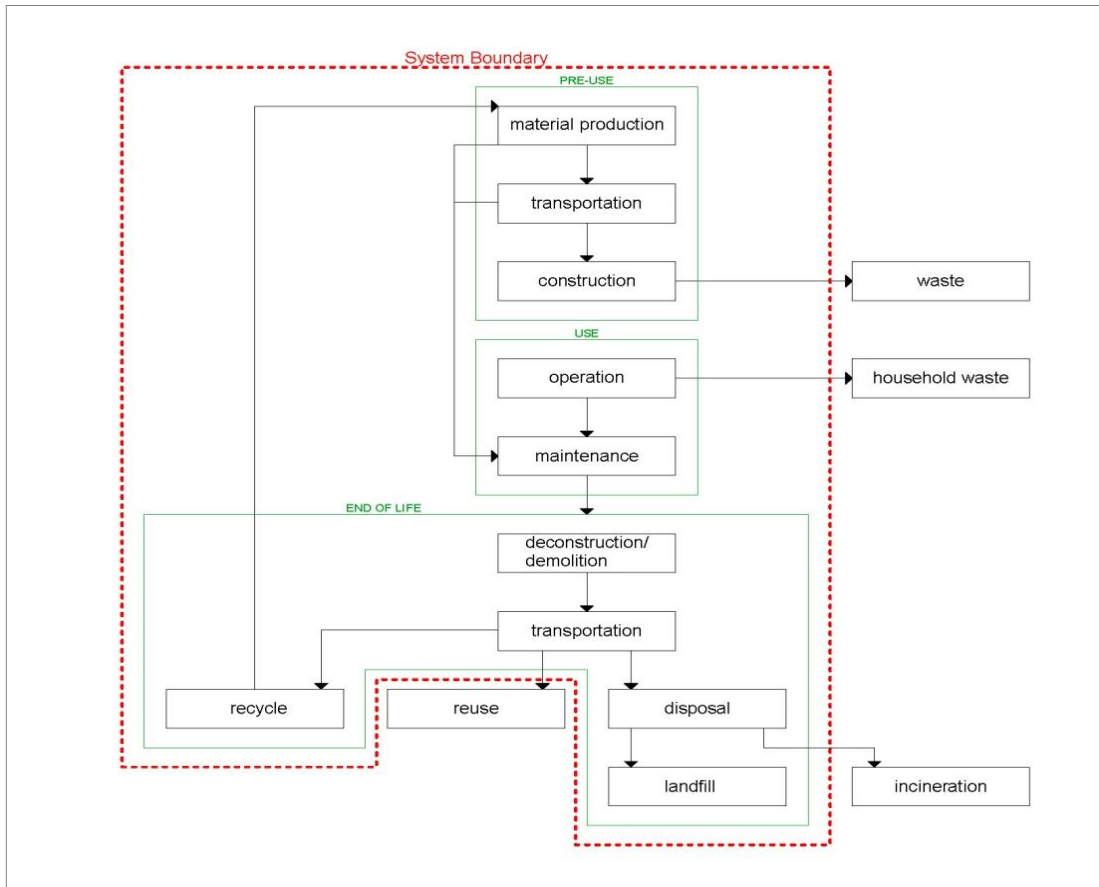 System Boundary
PRE-USE
material production
transportation
construction
waste
USE
operation
household waste
maintenance
END OF LIFE
deconstruction/
demolition
transportation
recycle
reuse
disposal
landfill
incineration